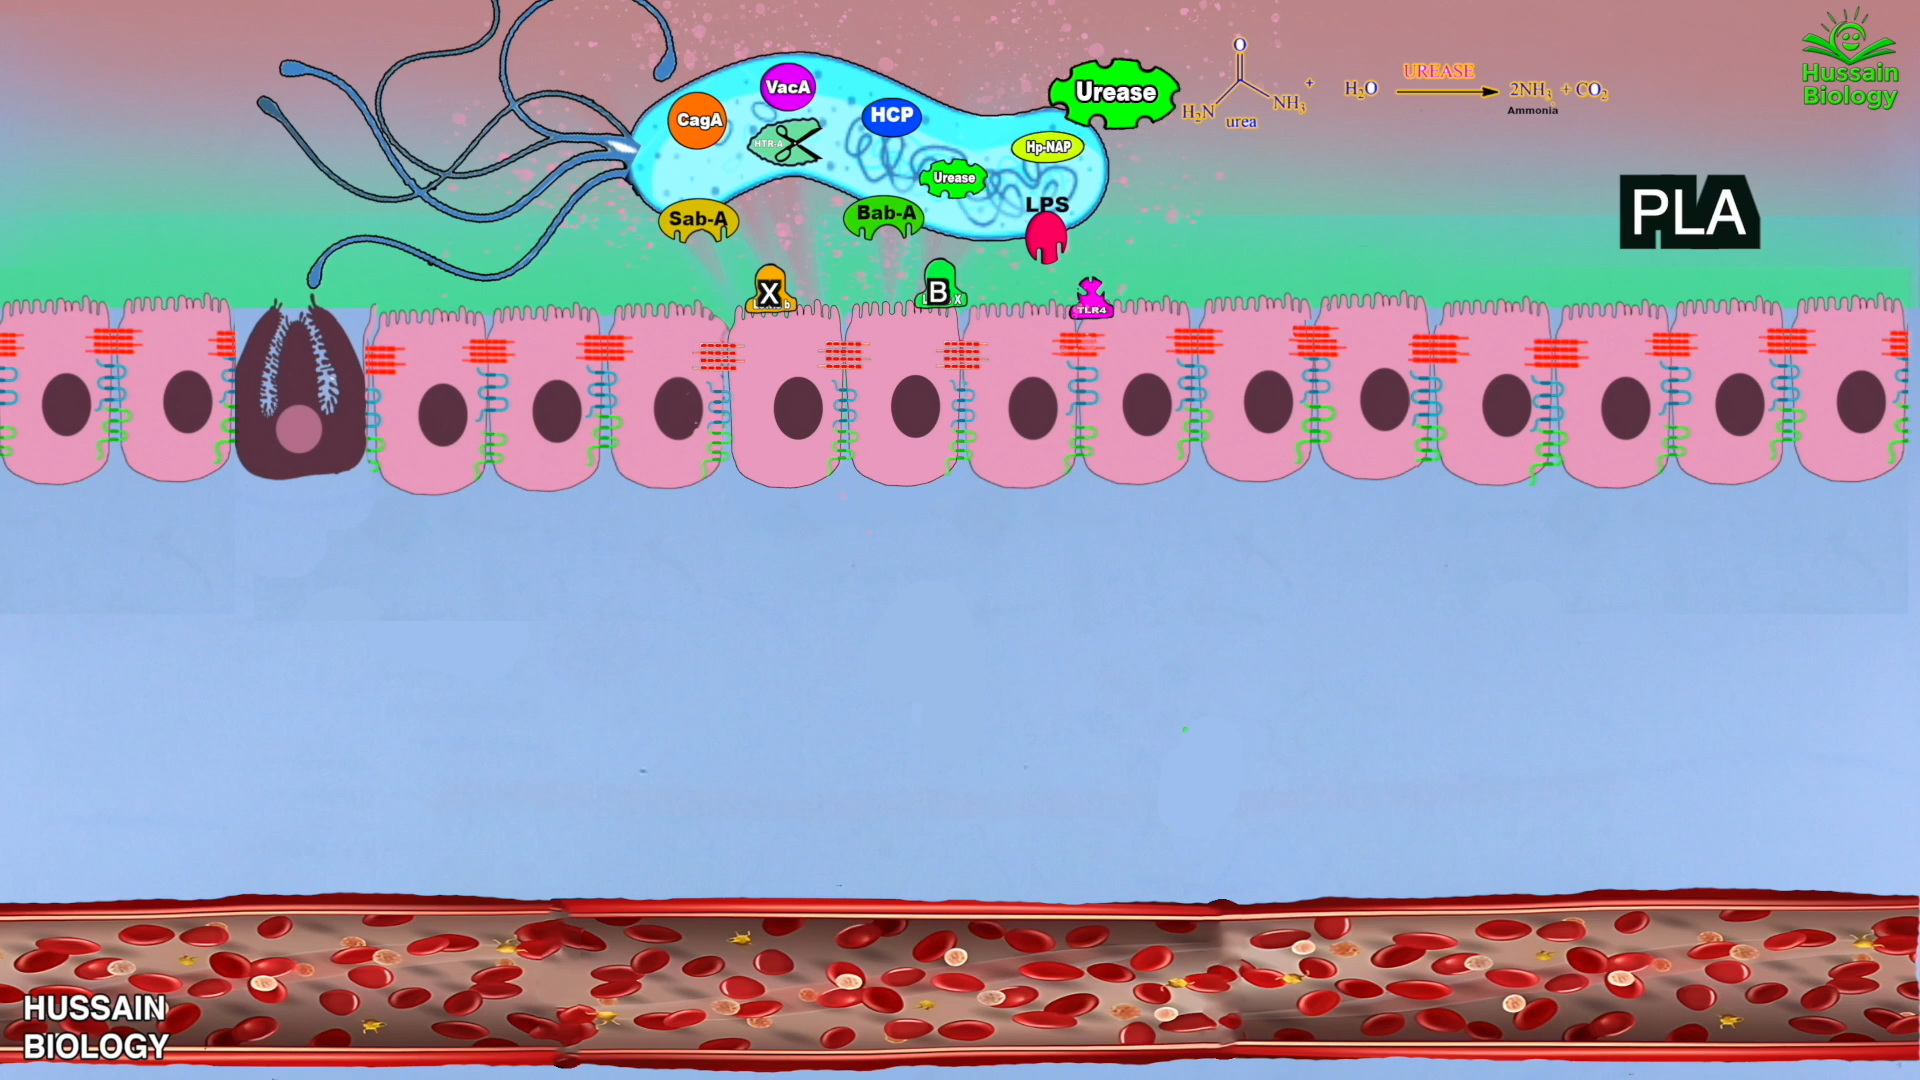 VacA
CagA
HCP
HTR-A
Hp-NAP
Urease
Urease
Sab-A
Bab-A
LPS
O
H₂N
NH₃
urea
+
H₂O
UREASE
2NH₃ + CO₂
Ammonia
Hussain
Biology
PLA
X
b
B
X
TLR4
HUSSAIN
BIOLOGY